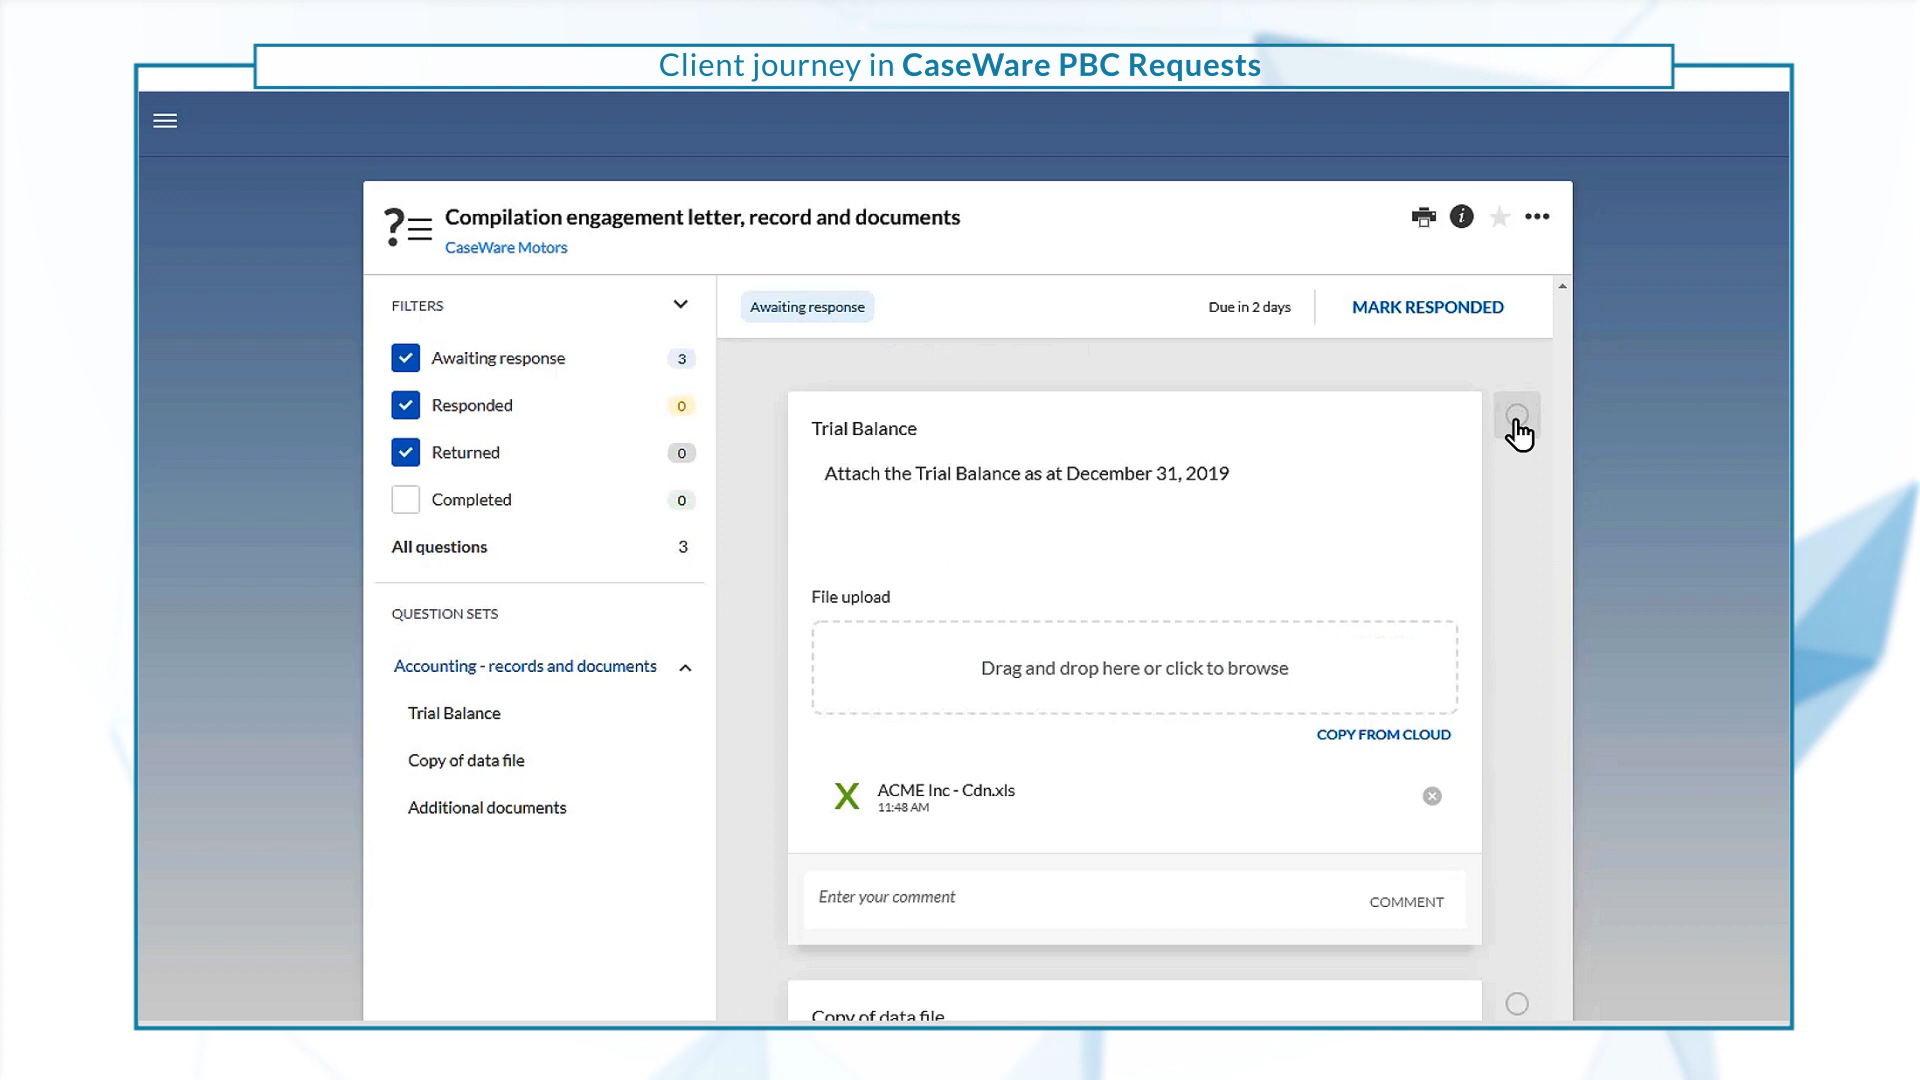 Client journey in CaseWare PBC Requests
Compilation engagement letter, record and documents
CaseWare Motors
FILTERS
Awaiting response 3
Responded 0
Returned 0
Completed 0
All questions 3
QUESTION SETS
Accounting - records and documents
Trial Balance
Copy of data file
Additional documents
Awaiting response
Due in 2 days
MARK RESPONDED
Trial Balance
Attach the Trial Balance as at December 31, 2019
File upload
Drag and drop here or click to browse
COPY FROM CLOUD
ACME Inc - Cdn.xls
11:48 AM
Enter your comment
COMMENT
Copy of data file